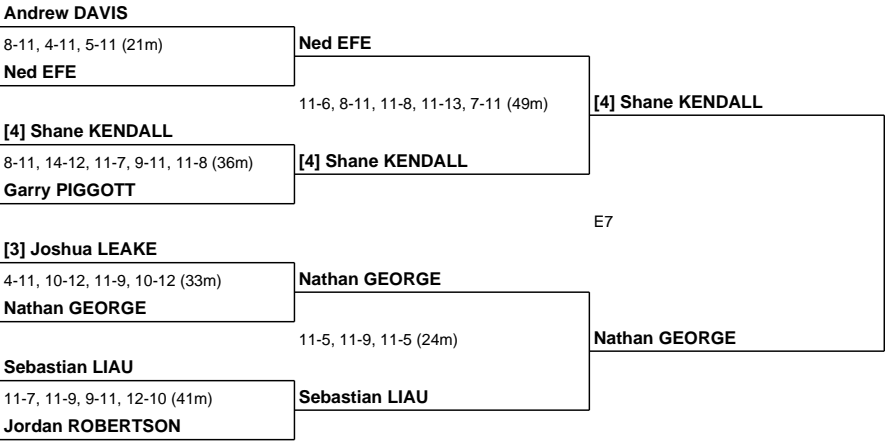 Andrew DAVIS
8-11, 4-11, 5-11 (21m)
Ned EFE
Ned EFE
11-6, 8-11, 11-8, 11-13, 7-11 (49m)
[4] Shane KENDALL
[4] Shane KENDALL
8-11, 14-12, 11-7, 9-11, 11-8 (36m)
[4] Shane KENDALL
Garry PIGGOTT
E7
[3] Joshua LEAKE
4-11, 10-12, 11-9, 10-12 (33m)
Nathan GEORGE
Nathan GEORGE
11-5, 11-9, 11-5 (24m)
Nathan GEORGE
Sebastian LIAU
11-7, 11-9, 9-11, 12-10 (41m)
Sebastian LIAU
Jordan ROBERTSON